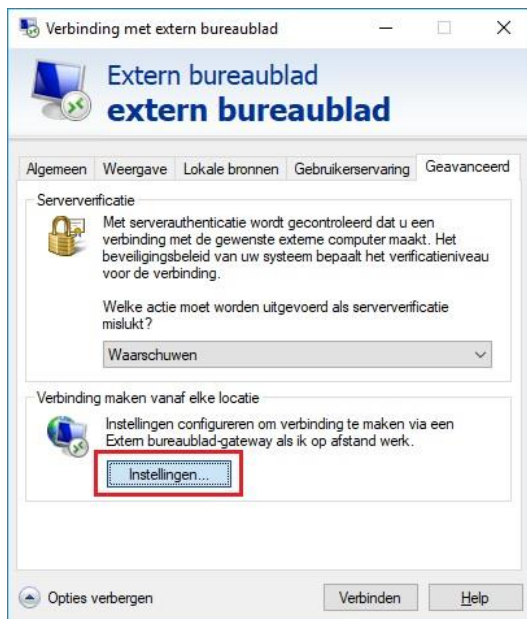 Verbinding met extern bureaublad
Extern bureaublad
extern bureaublad
Algemeen Weergave Lokale bronnen Gebruikerservaring Geavanceerd
Serververificatie
Met serverauthenticatie wordt gecontroleerd dat u een
verbinding met de gewenste externe computer maakt. Het
beveiligingsbeleid van uw systeem bepaalt het verificatieniveau
voor de verbinding.
Welke actie moet worden uitgevoerd als serververificatie
mislukt?
Waarschuwen
Verbinding maken vanaf elke locatie
Instellingen configureren om verbinding te maken via een
Extern bureaublad-gateway als ik op afstand werk.
Instellingen...
Opties verbergen Verbinden Help